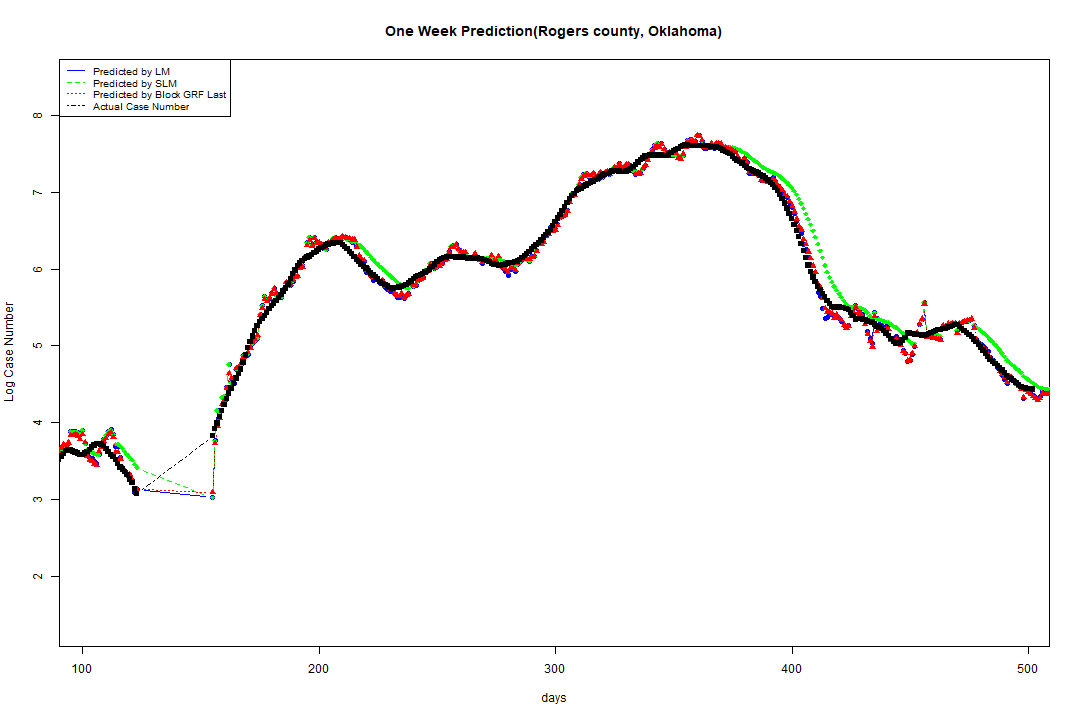 One Week Prediction(Rogers county, Oklahoma)
Predicted by LM
Predicted by SLM
Predicted by Block GRF Last
Actual Case Number
Log Case Number
8
7
6
5
4
3
2
100 200 300 400 500
days